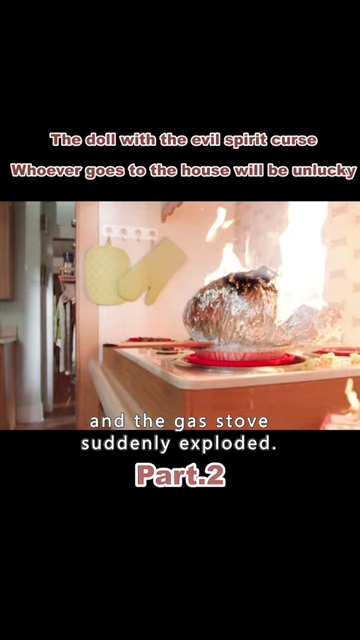 The doll with the evil spirit curse
Whoever goes to the house will be unlucky
and the gas stove
suddenly exploded.
Part.2